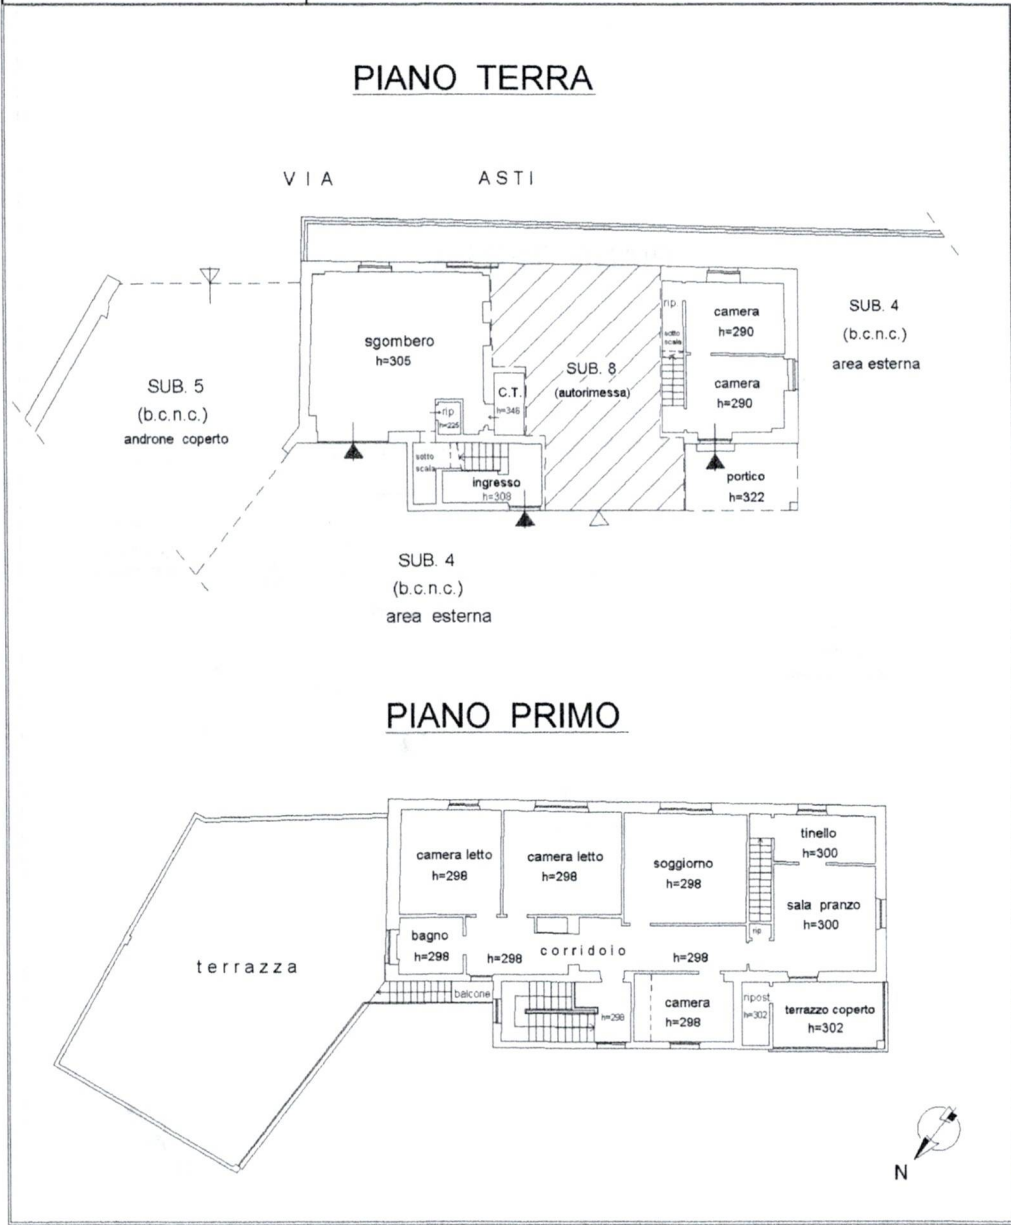 PIANO TERRA
VIA ASTI
SUB. 4
(b.c.n.c.)
area esterna
rip
sotto
scala
camera
h=290
camera
h=290
sgombero
h=305
SUB. 8
(autorimessa)
C.T.
h=346
SUB. 5
(b.c.n.c.)
androne coperto
rip
h=225
sotto
scala
ingresso
h=308
portico
h=322
SUB. 4
(b.c.n.c.)
area esterna
PIANO PRIMO
camera letto
h=298
camera letto
h=298
soggiorno
h=298
tinello
h=300
sala pranzo
h=300
bagno
h=298
h=298
corridoio
h=298
rip
terrazza
balcone
h=298
camera
h=298
ripost
h=302
terrazzo coperto
h=302
N